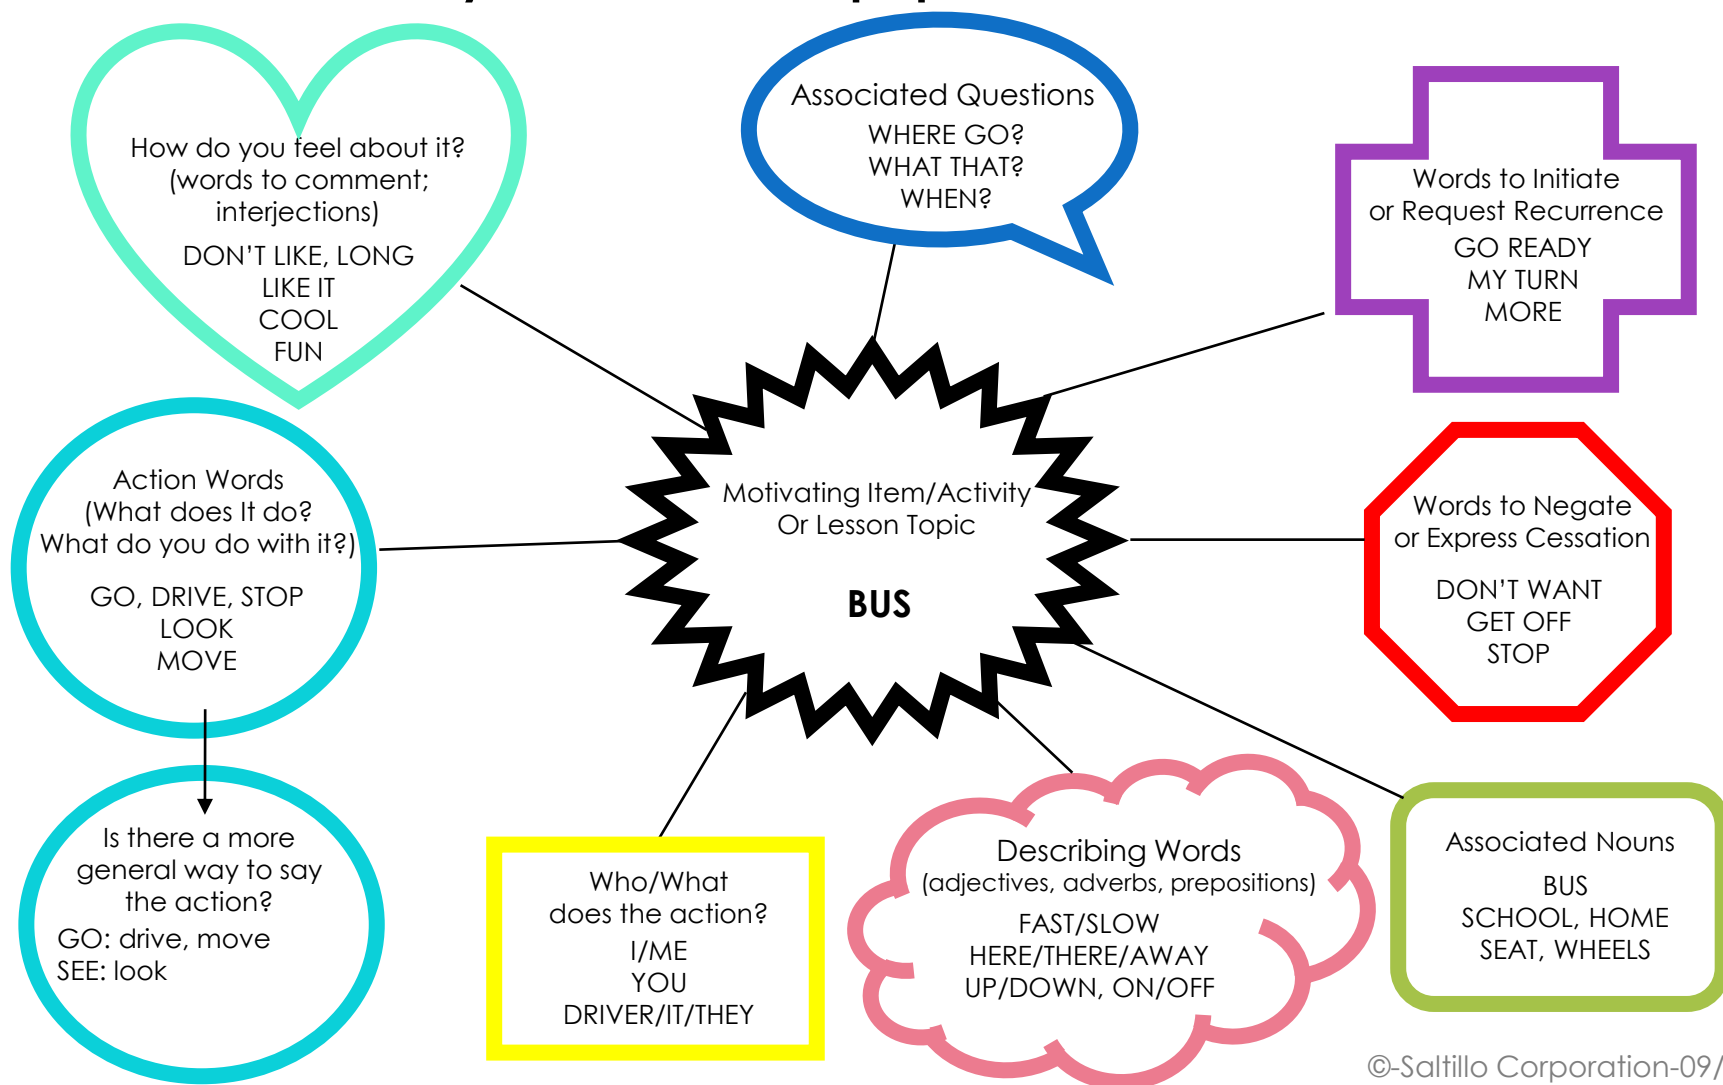 How do you feel about it?
(words to comment;
interjections)
DON'T LIKE, LONG
LIKE IT
COOL
FUN
Associated Questions
WHERE GO?
WHAT THAT?
WHEN?
Words to Initiate
or Request Recurrence
GO READY
MY TURN
MORE
Action Words
(What does It do?
What do you do with it?)
GO, DRIVE, STOP
LOOK
MOVE
Motivating Item/Activity
Or Lesson Topic
BUS
Words to Negate
or Express Cessation
DON'T WANT
GET OFF
STOP
Is there a more
general way to say
the action?
GO: drive, move
SEE: look
Who/What
does the action?
I/ME
YOU
DRIVER/IT/THEY
Describing Words
(adjectives, adverbs, prepositions)
FAST/SLOW
HERE/THERE/AWAY
UP/DOWN, ON/OFF
Associated Nouns
BUS
SCHOOL, HOME
SEAT, WHEELS
©-Saltillo Corporation-09/